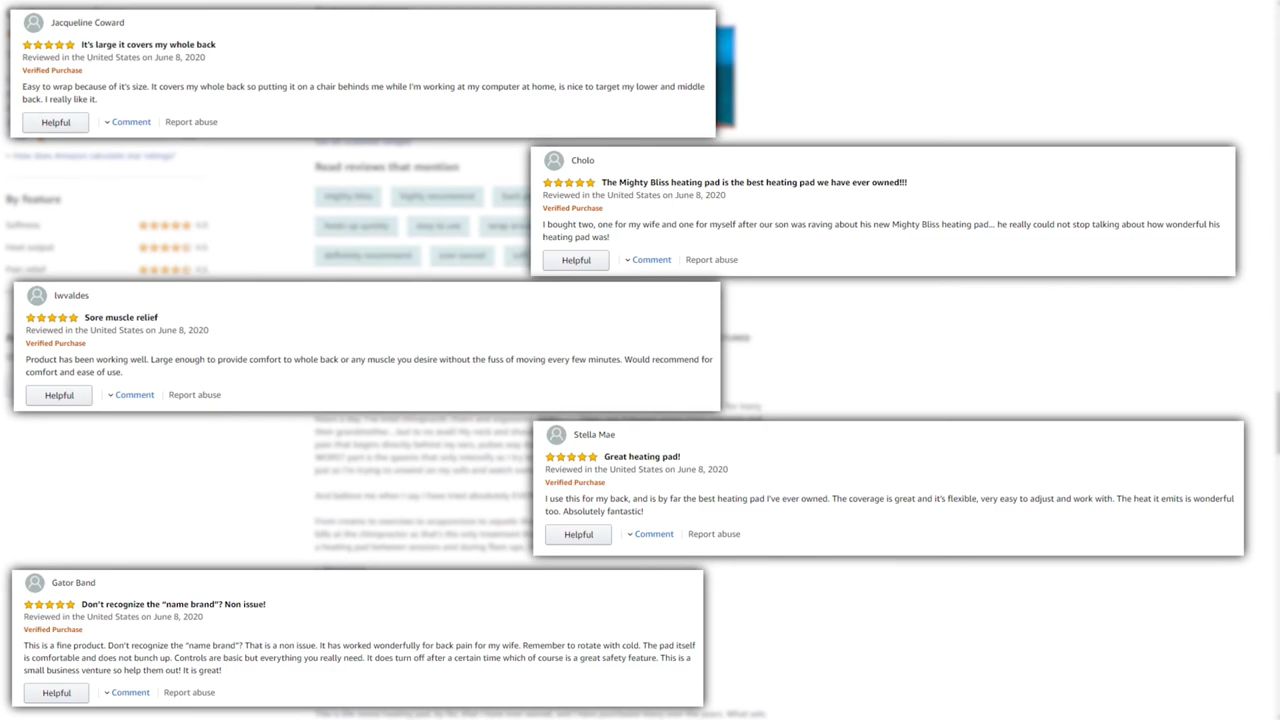 Jacqueline Coward
It's large it covers my whole back
Reviewed in the United States on June 8, 2020
Verified Purchase
Easy to wrap because of it's size. It covers my whole back so putting it on a chair behinds me while I'm working at my computer at home, is nice to target my lower and middle
back. I really like it.
Helpful
Comment
Report abuse
How does Amazon calculate star ratings?
By feature
Read reviews that mention
Cholo
The Mighty Bliss heating pad is the best heating pad we have ever owned!!!
Reviewed in the United States on June 8, 2020
Verified Purchase
I bought two, one for my wife and one for myself after our son was raving about his new Mighty Bliss heating pad... he really could not stop talking about how wonderful his
heating pad was!
Helpful
Comment
Report abuse
lwvaldes
Sore muscle relief
Reviewed in the United States on June 8, 2020
Verified Purchase
Product has been working well. Large enough to provide comfort to whole back or any muscle you desire without the fuss of moving every few minutes. Would recommend for
comfort and ease of use.
Helpful
Comment
Report abuse
Stella Mae
Great heating pad!
Reviewed in the United States on June 8, 2020
Verified Purchase
I use this for my back, and is by far the best heating pad I've ever owned. The coverage is great and it's flexible, very easy to adjust and work with. The heat it emits is wonderful
too. Absolutely fantastic!
Helpful
Comment
Report abuse
Gator Band
Don't recognize the “name brand”? Non issue!
Reviewed in the United States on June 8, 2020
Verified Purchase
This is a fine product. Don't recognize the “name brand”? That is a non issue. It has worked wonderfully for back pain for my wife. Remember to rotate with cold. The pad itself
is comfortable and does not bunch up. Controls are basic but everything you really need. It does turn off after a certain time which of course is a great safety feature. This is a
small business venture so help them out! It is great!
Helpful
Comment
Report abuse